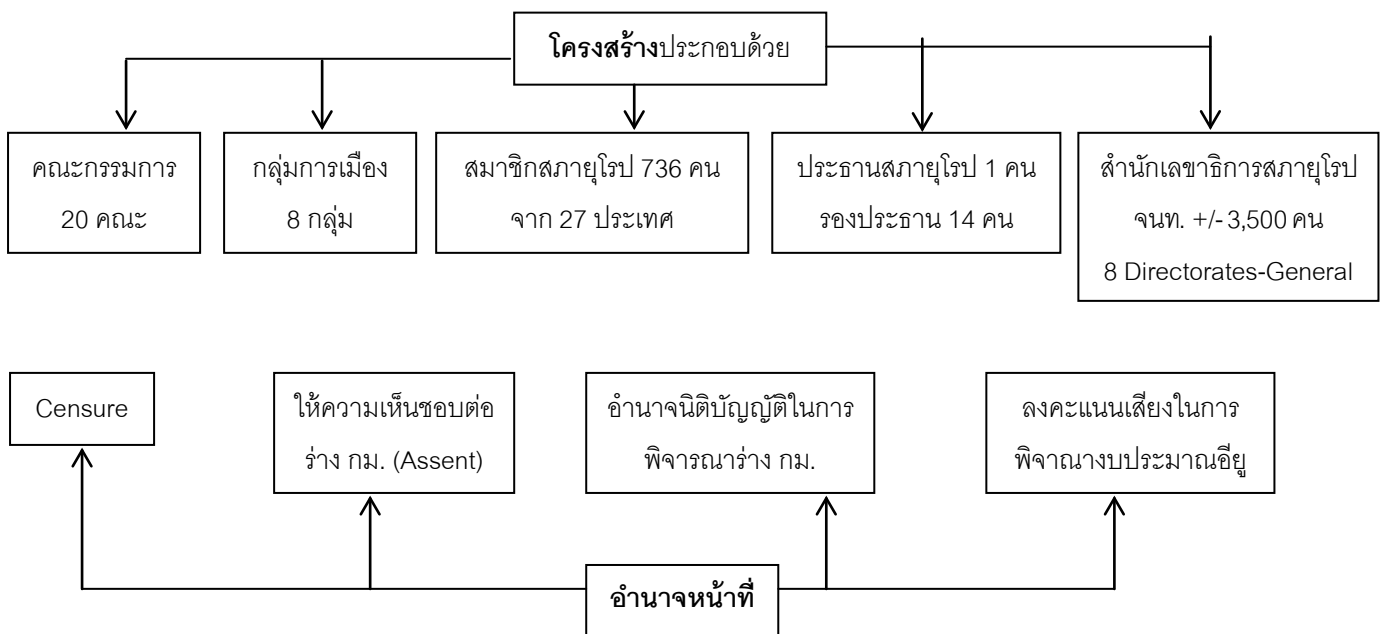 โครงสร้างประกอบด้วย
คณะกรรมการ
20 คณะ
กลุ่มการเมือง
8 กลุ่ม
สมาชิกสภายุโรป 736 คน
จาก 27 ประเทศ
ประธานสภายุโรป 1 คน
รองประธาน 14 คน
สำนักเลขาธิการสภายุโรป
จนท. +/- 3,500 คน
8 Directorates-General
Censure
ให้ความเห็นชอบต่อ
ร่าง กม. (Assent)
อำนาจนิติบัญญัติในการ
พิจารณาร่าง กม.
ลงคะแนนเสียงในการ
พิจาณางบประมาณอียู
อำนาจหน้าที่